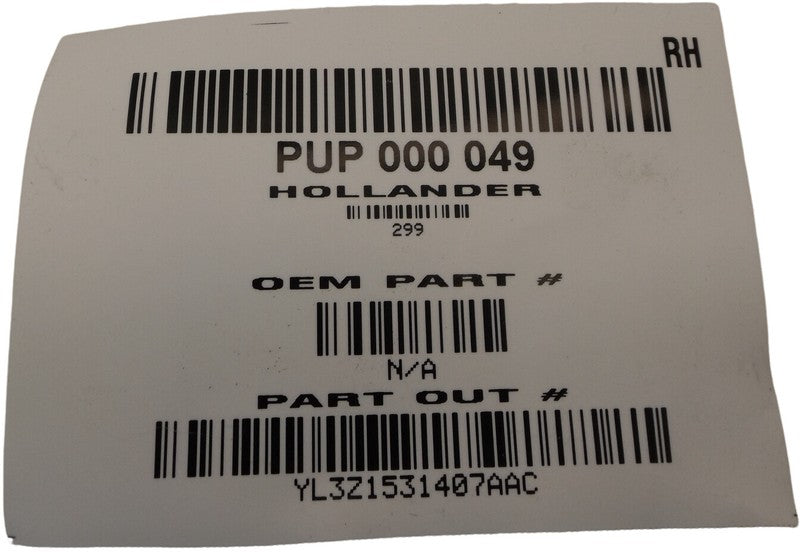 RH
PUP 000 049
HOLLANDER
299
OEM PART #
N/A
PART OUT #
YL3Z1531407AAC